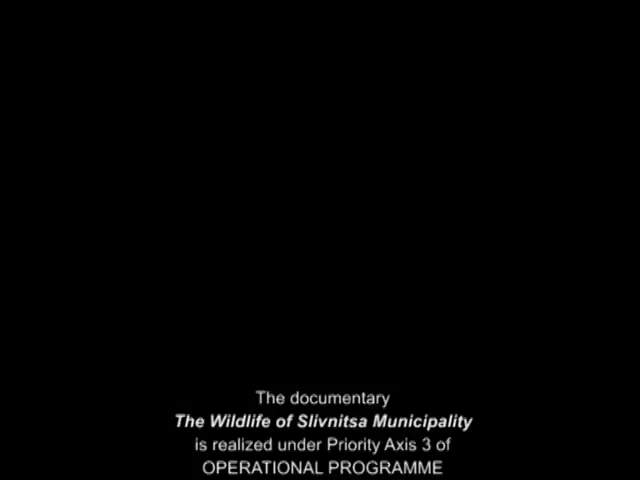 The documentary
The Wildlife of Slivnitsa Municipality
is realized under Priority Axis 3 of
OPERATIONAL PROGRAMME